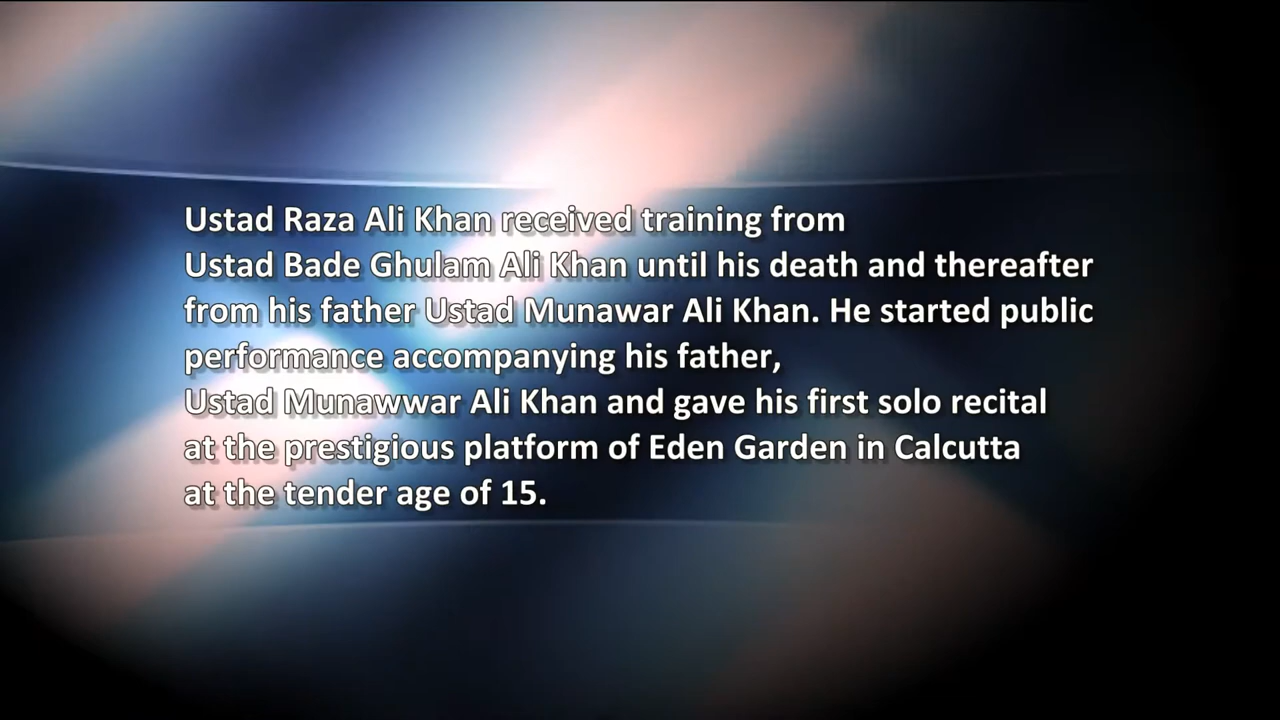 Ustad Raza Ali Khan received training from
Ustad Bade Ghulam Ali Khan until his death and thereafter
from his father Ustad Munawar Ali Khan. He started public
performance accompanying his father,
Ustad Munawwar Ali Khan and gave his first solo recital
at the prestigious platform of Eden Garden in Calcutta
at the tender age of 15.